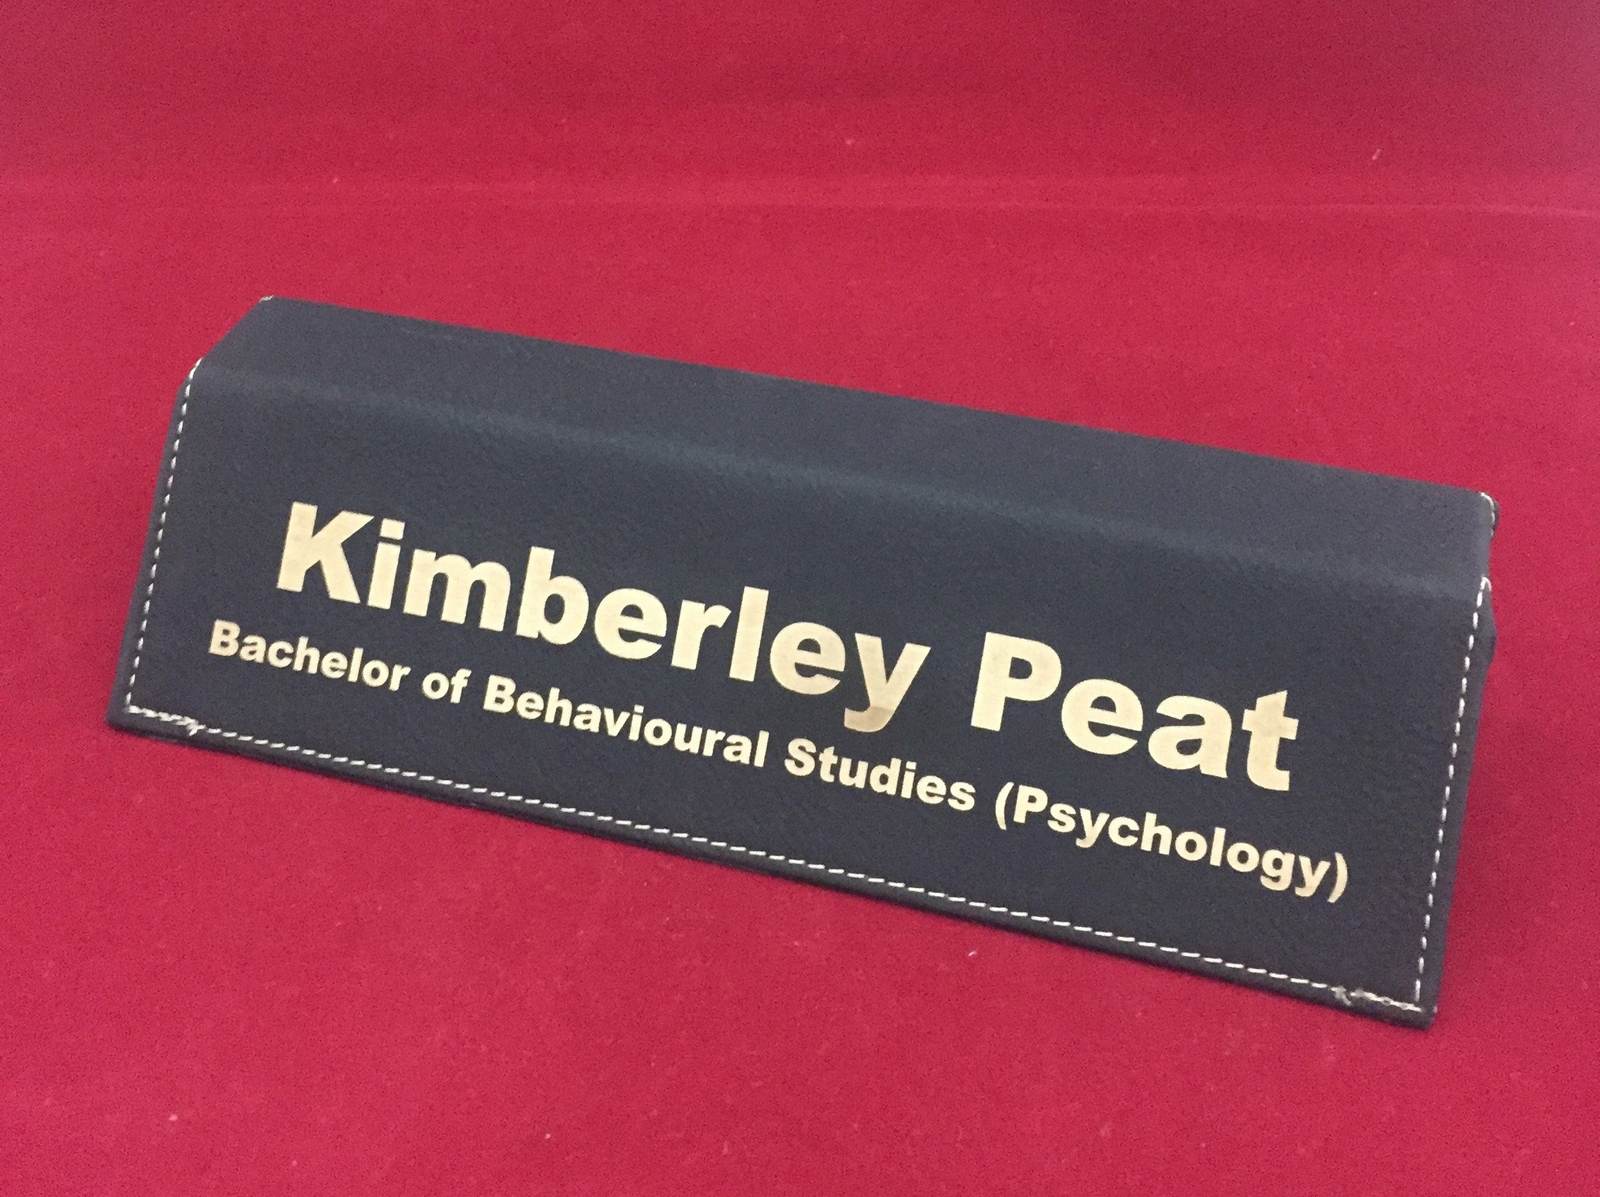 Kimberley Peat
Bachelor of Behavioural Studies (Psychology)